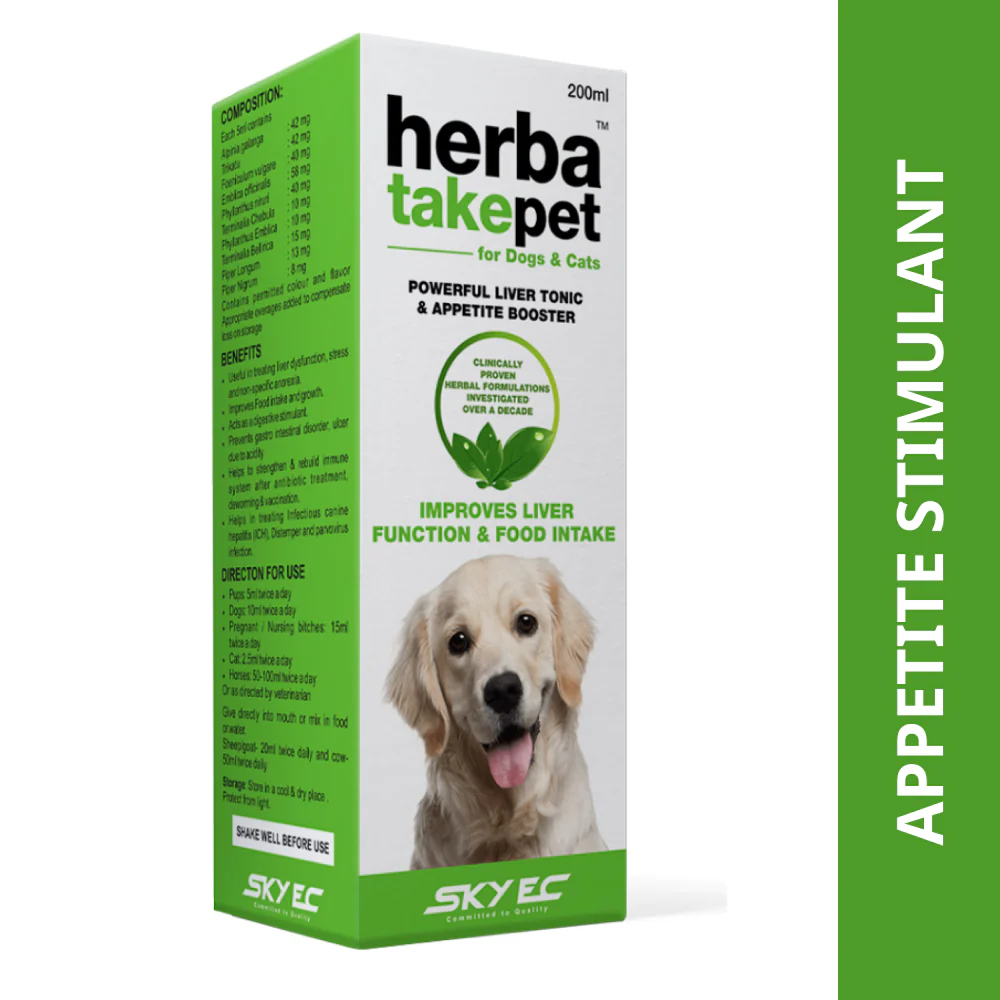 COMPOSITION:
Each 5ml contains
Alpinia galanga : 42 mg
Trikatu : 42 mg
Foeniculum vulgare : 40 mg
Emblica officinalis : 58 mg
Phyllanthus niruri : 40 mg
Terminalia Chebula : 10 mg
Phyllanthus Emblica : 10 mg
Terminalia Bellirica : 15 mg
Piper Longum : 13 mg
Piper Nigrum : 8 mg
Contains permitted colour and flavor
Appropriate overages added to compensate
loss on storage
BENEFITS
• Useful in treating liver dysfunction, stress
and non-specific anorexia.
• Improves Food intake and growth.
• Acts as a digestive stimulant.
• Prevents gastro intestinal disorder, ulcer
due to acidity
• Helps to strengthen & rebuild immune
system after antibiotic treatment,
deworming & vaccination.
• Helps in treating Infectious canine
hepatitis (ICH), Distemper and parvovirus
infection.
DIRECTON FOR USE
• Pups: 5ml twice a day
• Dogs: 10ml twice a day
• Pregnant / Nursing bitches: 15ml
twice a day
• Cat: 2.5ml twice a day
• Horses: 50-100ml twice a day
Or as directed by veterinarian
Give directly into mouth or mix in food
or water.
Sheep/goat- 20ml twice daily and cow-
50ml twice daily
Storage: Store in a cool & dry place .
Protect from light.
SHAKE WELL BEFORE USE
SKY EC
Committed to Quality
200ml
herba™
takepet
for Dogs & Cats
POWERFUL LIVER TONIC
& APPETITE BOOSTER
CLINICALLY
PROVEN
HERBAL FORMULATIONS
INVESTIGATED
OVER A DECADE
IMPROVES LIVER
FUNCTION & FOOD INTAKE
SKY EC
Committed to Quality
APPETITE STIMULANT